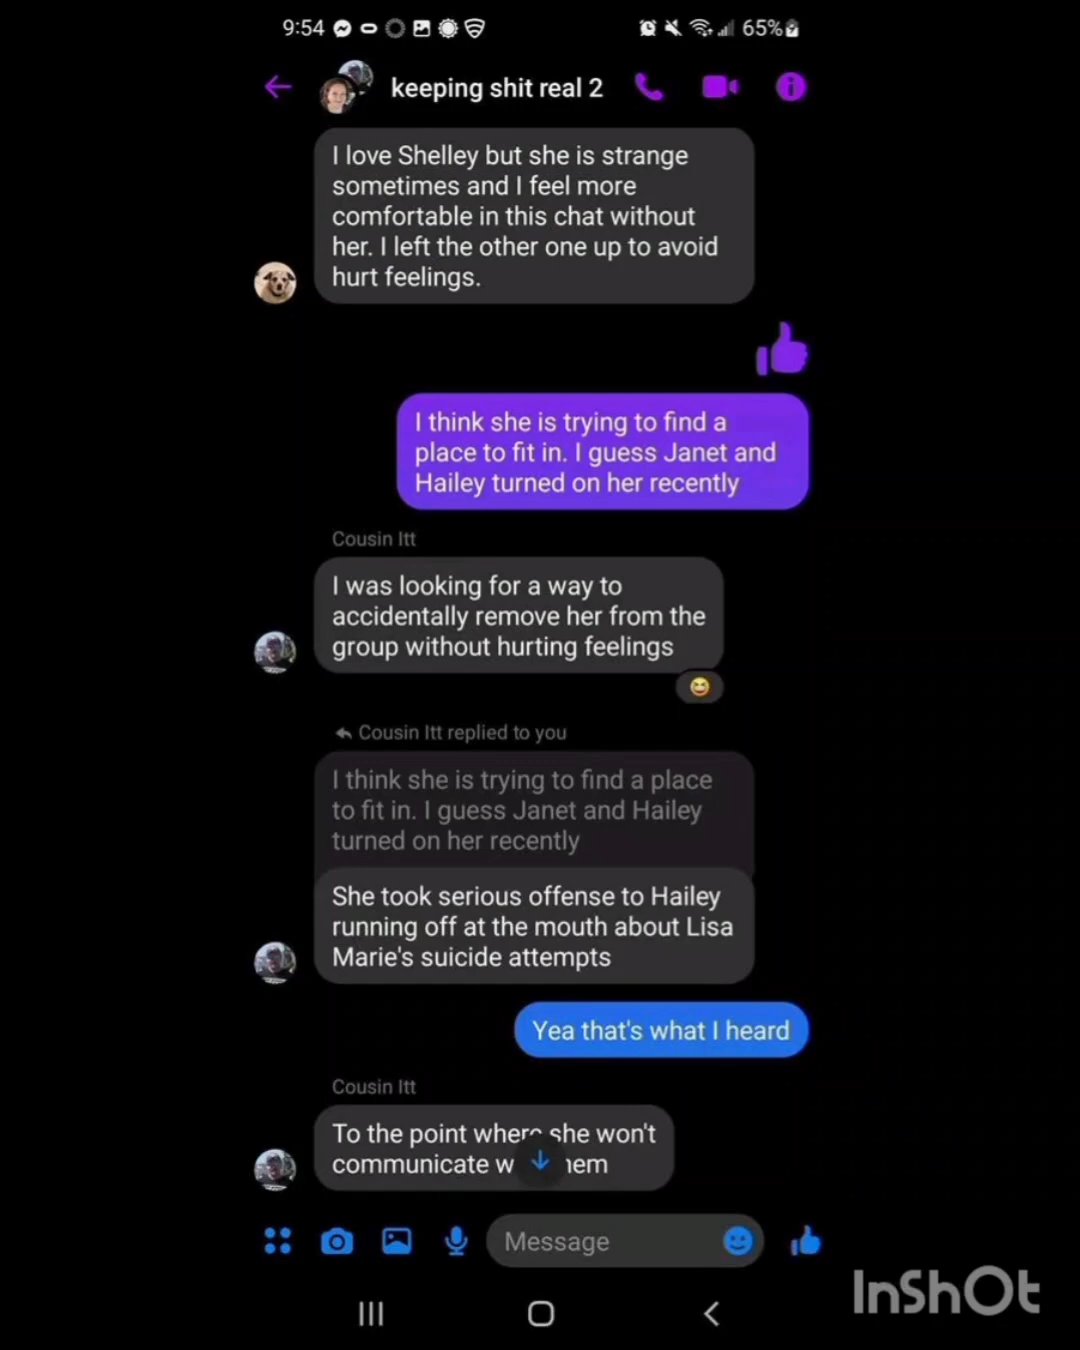 9:54
65%
keeping shit real 2
I love Shelley but she is strange
sometimes and I feel more
comfortable in this chat without
her. I left the other one up to avoid
hurt feelings.
I think she is trying to find a
place to fit in. I guess Janet and
Hailey turned on her recently
Cousin Itt
I was looking for a way to
accidentally remove her from the
group without hurting feelings
Cousin Itt replied to you
I think she is trying to find a place
to fit in. I guess Janet and Hailey
turned on her recently
She took serious offense to Hailey
running off at the mouth about Lisa
Marie's suicide attempts
Yea that's what I heard
Cousin Itt
To the point where she won't
communicate w hem
Message
InShOt